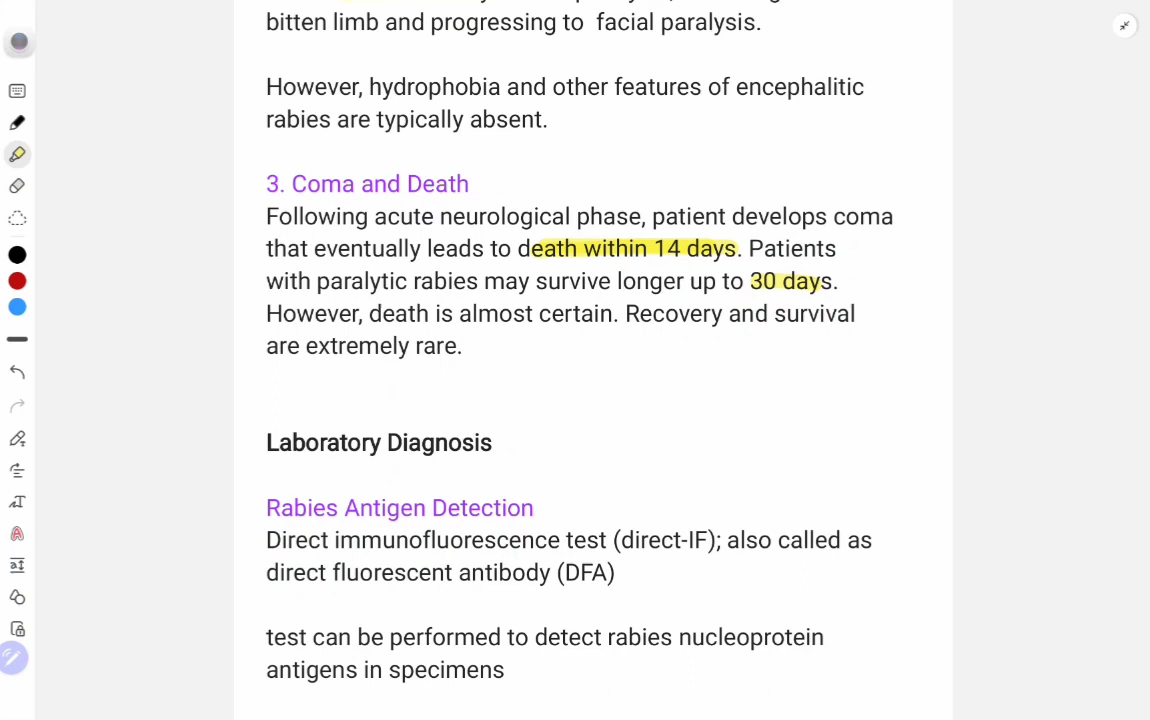 bitten limb and progressing to facial paralysis.
However, hydrophobia and other features of encephalitic
rabies are typically absent.
3. Coma and Death
Following acute neurological phase, patient develops coma
that eventually leads to death within 14 days. Patients
with paralytic rabies may survive longer up to 30 days.
However, death is almost certain. Recovery and survival
are extremely rare.
Laboratory Diagnosis
Rabies Antigen Detection
Direct immunofluorescence test (direct-IF); also called as
direct fluorescent antibody (DFA)
test can be performed to detect rabies nucleoprotein
antigens in specimens